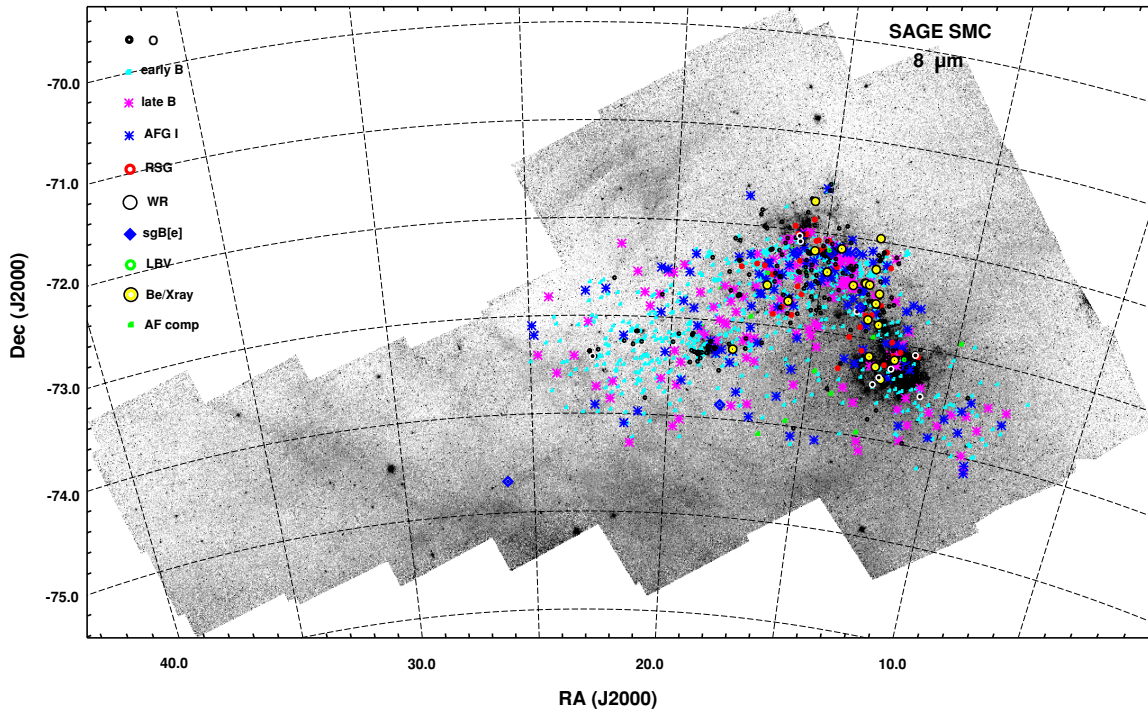 SAGE SMC
8 µm
O
early B
late B
AFG I
RSG
WR
sgB[e]
LBV
Be/Xray
AF comp
-70.0
-71.0
-72.0
-73.0
-74.0
-75.0
Dec (J2000)
40.0 30.0 20.0 10.0
RA (J2000)